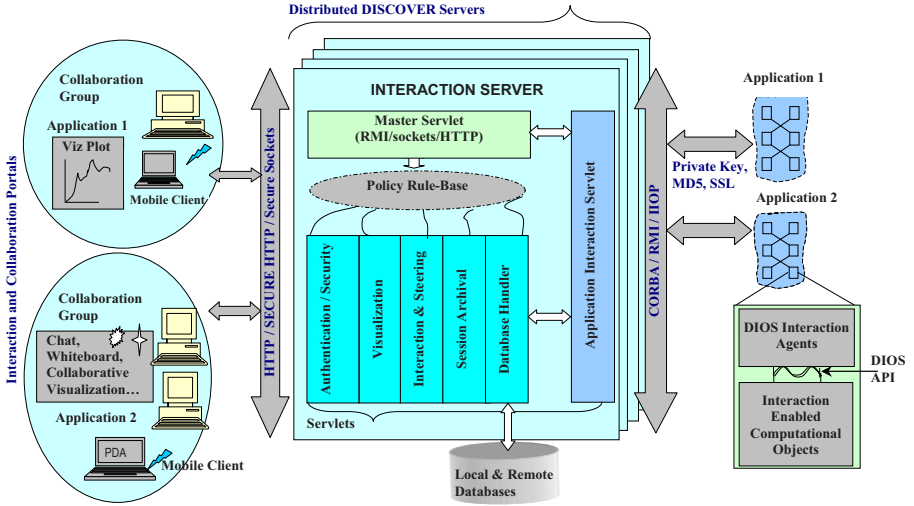 Distributed DISCOVER Servers
Interaction and Collaboration Portals
Collaboration
Group
Application 1
Viz Plot
Mobile Client
Collaboration
Group
Chat,
Whiteboard,
Collaborative
Visualization…
Application 2
PDA
Mobile Client
HTTP / SECURE HTTP / Secure Sockets
INTERACTION SERVER
Master Servlet
(RMI/sockets/HTTP)
Policy Rule-Base
Authentication / Security
Visualization
Interaction & Steering
Session Archival
Database Handler
Application Interaction Servlet
Servlets
Local & Remote
Databases
CORBA / RMI / IIOP
Application 1
Private Key,
MD5, SSL
Application 2
DIOS Interaction
Agents
DIOS
API
Interaction
Enabled
Computational
Objects